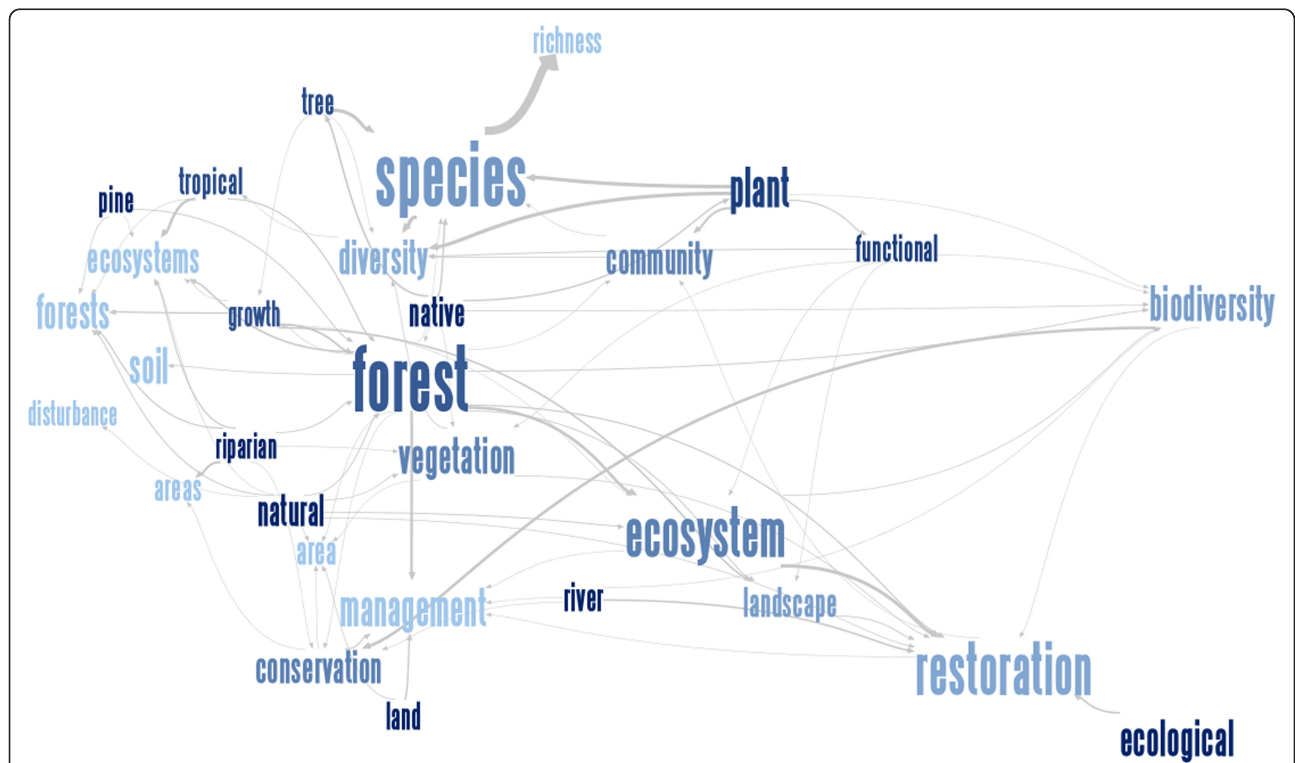 richness
tree
species
tropical
plant
pine
functional
ecosystems
diversity
community
biodiversity
forests
growth
native
soil
forest
disturbance
riparian
vegetation
areas
natural
ecosystem
area
management
river
landscape
conservation
restoration
land
ecological